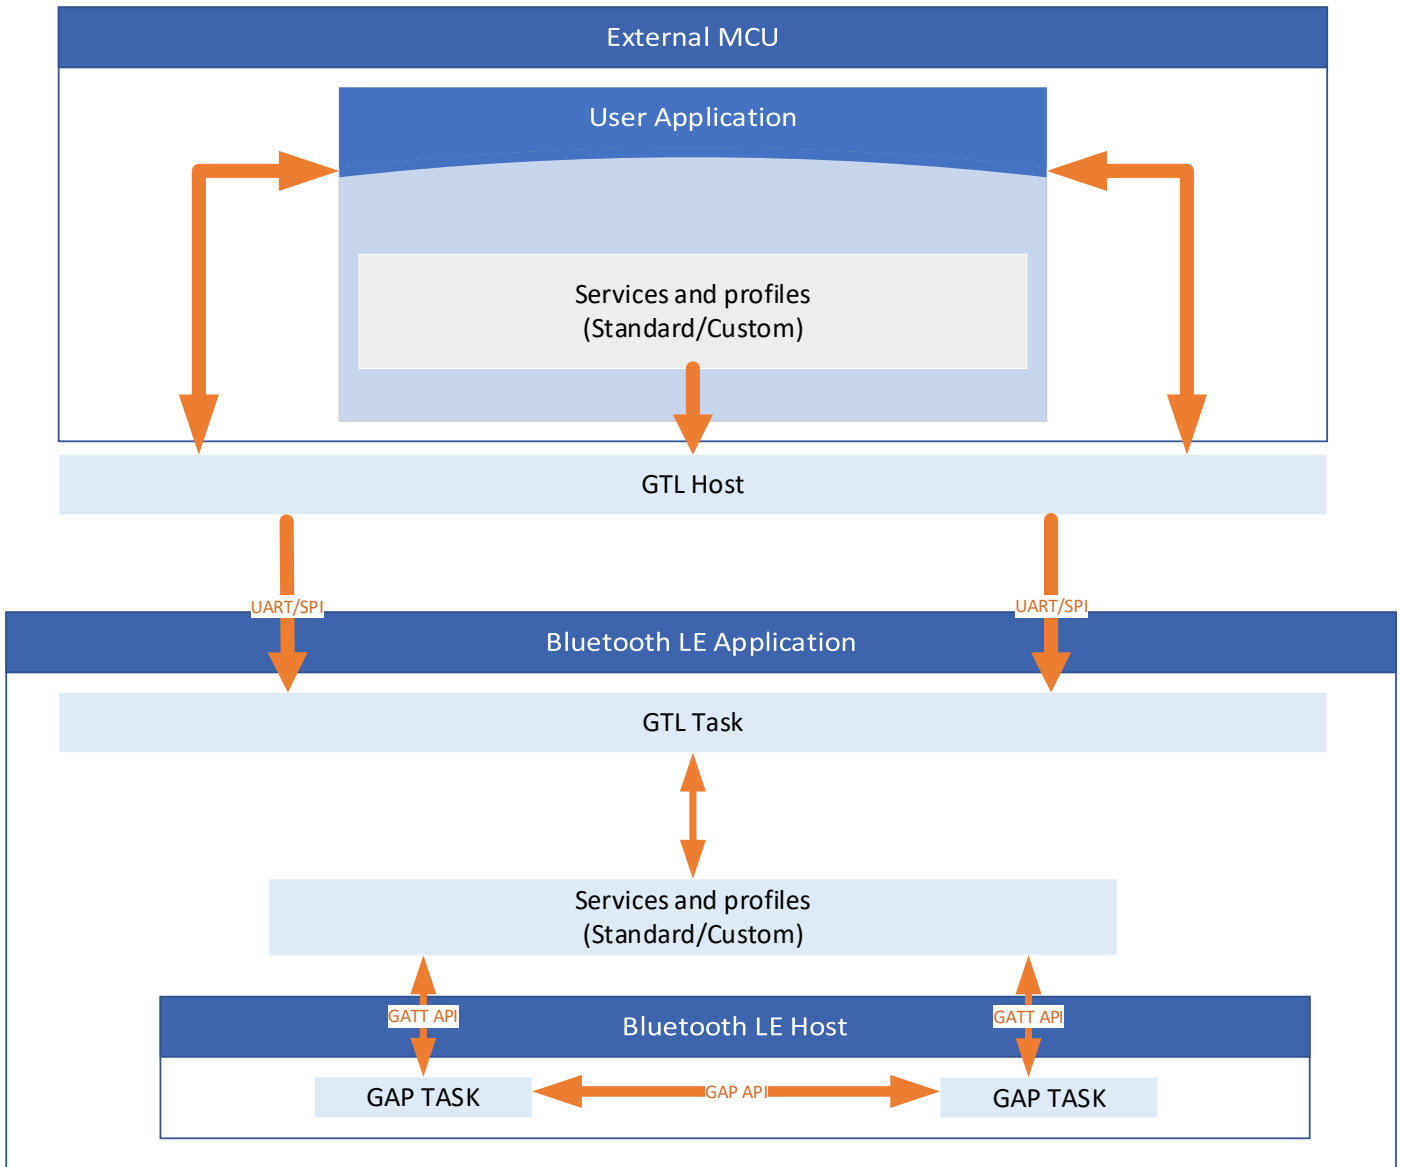 External MCU
User Application
Services and profiles
(Standard/Custom)
GTL Host
UART/SPI
UART/SPI
Bluetooth LE Application
GTL Task
Services and profiles
(Standard/Custom)
GATT API
GATT API
Bluetooth LE Host
GAP TASK
GAP API
GAP TASK